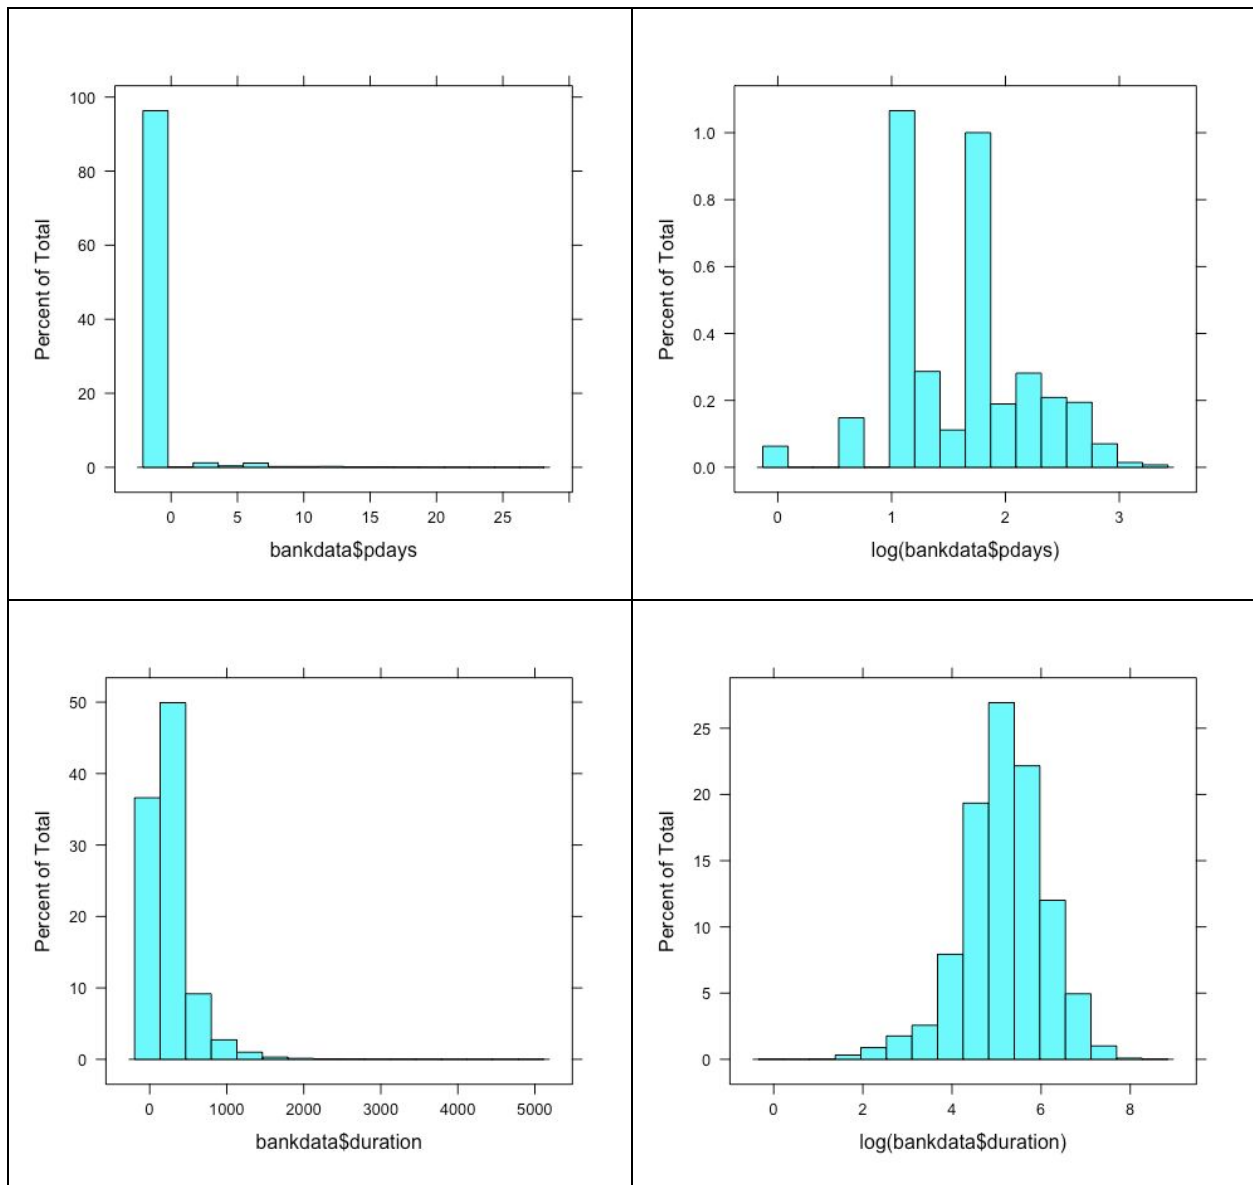 100
80
60
40
20
0
Percent of Total
0 5 10 15 20 25
bankdata$pdays
1.0
0.8
0.6
0.4
0.2
0.0
Percent of Total
0 1 2 3
log(bankdata$pdays)
50
40
30
20
10
0
Percent of Total
0 1000 2000 3000 4000 5000
bankdata$duration
25
20
15
10
5
0
Percent of Total
0 2 4 6 8
log(bankdata$duration)